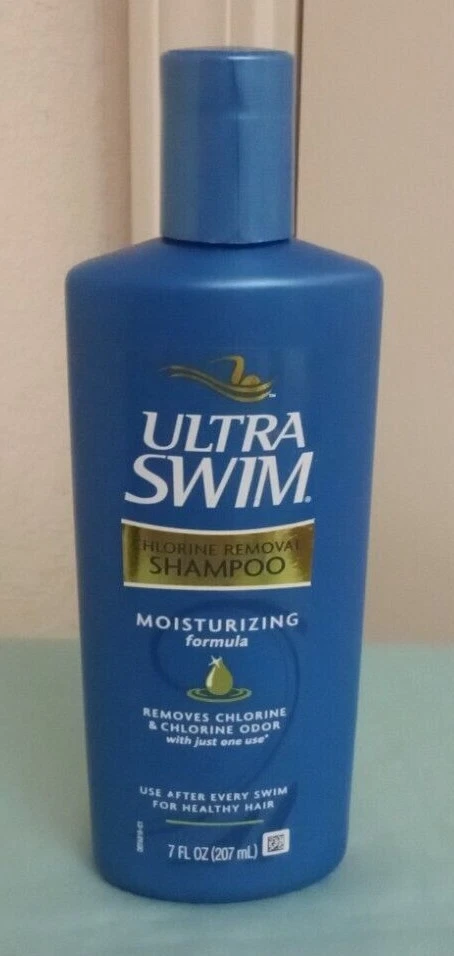 ™
ULTRA
SWIM®
CHLORINE REMOVAL
SHAMPOO
MOISTURIZING
formula
REMOVES CHLORINE
& CHLORINE ODOR
with just one use*
USE AFTER EVERY SWIM
FOR HEALTHY HAIR
7 FL OZ (207 mL)